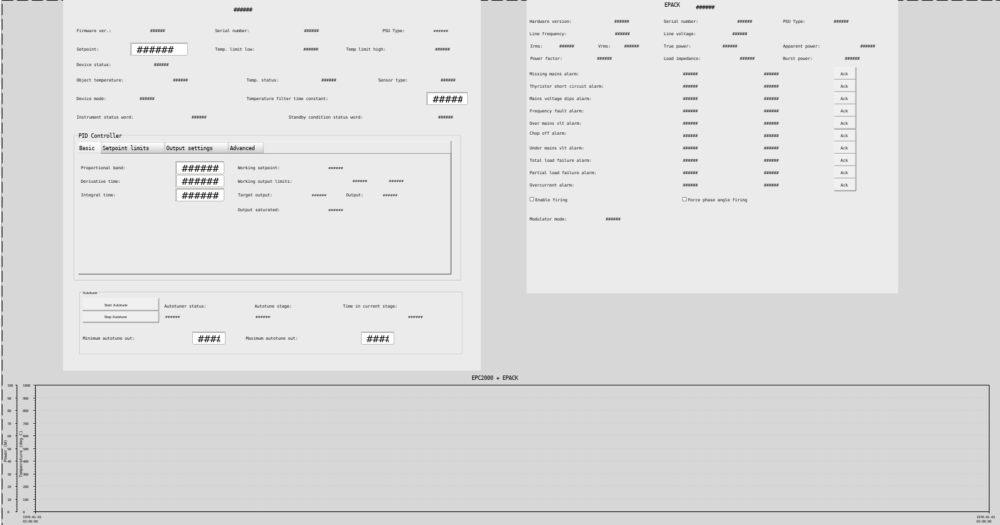 ######
Firmware ver.: ###### Serial number: ###### PSU Type: ######
Setpoint: ###### Temp. limit low: ###### Temp limit high: ######
Device status: ######
Object temperature: ###### Temp. status: ###### Sensor type: ######
Device mode: ###### Temperature filter time constant: #####
Instrument status word: ###### Standby condition status word: ######
PID Controller
Basic Setpoint limits Output settings Advanced
Proportional band: ###### Working setpoint: ######
Derivative time: ###### Working output limits: ###### ######
Integral time: ###### Target output: ###### Output: ######
Output saturated: ######
Autotune
Start Autotune Autotuner status: Autotune stage: Time in current stage:
Stop Autotune ###### ###### ######
Minimum autotune out: #### Maximum autotune out: ####
EPACK ######
Hardware version: ###### Serial number: ###### PSU Type: ######
Line frequency: ###### Line voltage: ######
Irms: ###### Vrms: ###### True power: ###### Apparent power: ######
Power factor: ###### Load impedance: ###### Burst power: ######
Missing mains alarm: ###### ###### Ack
Thyristor short circuit alarm: ###### ###### Ack
Mains voltage dips alarm: ###### ###### Ack
Frequency fault alarm: ###### ###### Ack
Over mains vlt alarm: ###### ###### Ack
Chop off alarm: ###### ###### Ack
Under mains vlt alarm: ###### ###### Ack
Total load failure alarm: ###### ###### Ack
Partial load failure alarm: ###### ###### Ack
Overcurrent alarm: ###### ###### Ack
Enable firing Force phase angle firing
Modulator mode: ######
EPC2000 + EPACK
Power (W)
100
90
80
70
60
50
40
30
20
10
0
Temperature (deg C)
1000
900
800
700
600
500
400
300
200
100
0
1970-01-01 1970-01-01
03:00:00 03:00:00